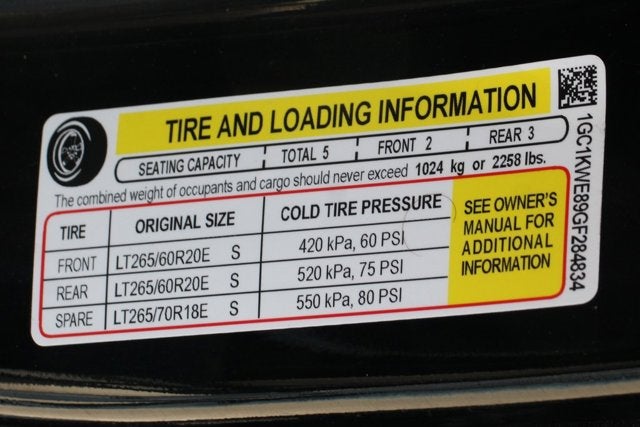 TIRE AND LOADING INFORMATION
SEATING CAPACITY TOTAL 5 FRONT 2 REAR 3
The combined weight of occupants and cargo should never exceed 1024 kg or 2258 lbs.
TIRE ORIGINAL SIZE COLD TIRE PRESSURE
FRONT LT265/60R20E S 420 kPa, 60 PSI
REAR LT265/60R20E S 520 kPa, 75 PSI
SPARE LT265/70R18E S 550 kPa, 80 PSI
SEE OWNER'S
MANUAL FOR
ADDITIONAL
INFORMATION
1GC1KWE89GF284834